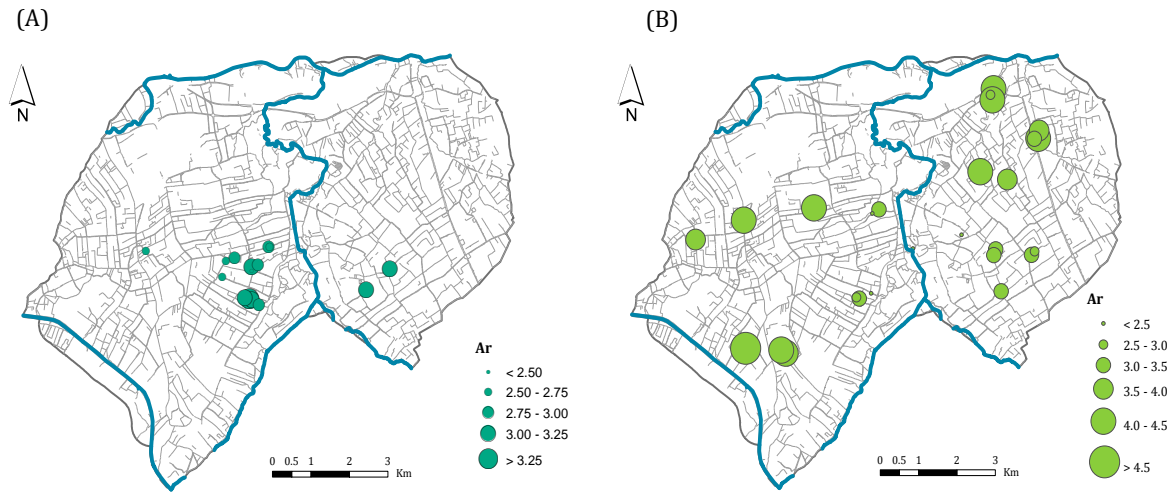 (A)
N
Ar
< 2.50
2.50 - 2.75
2.75 - 3.00
3.00 - 3.25
> 3.25
0 0.5 1 2 3
Km
(B)
N
Ar
< 2.5
2.5 - 3.0
3.0 - 3.5
3.5 - 4.0
4.0 - 4.5
> 4.5
0 0.5 1 2 3
Km